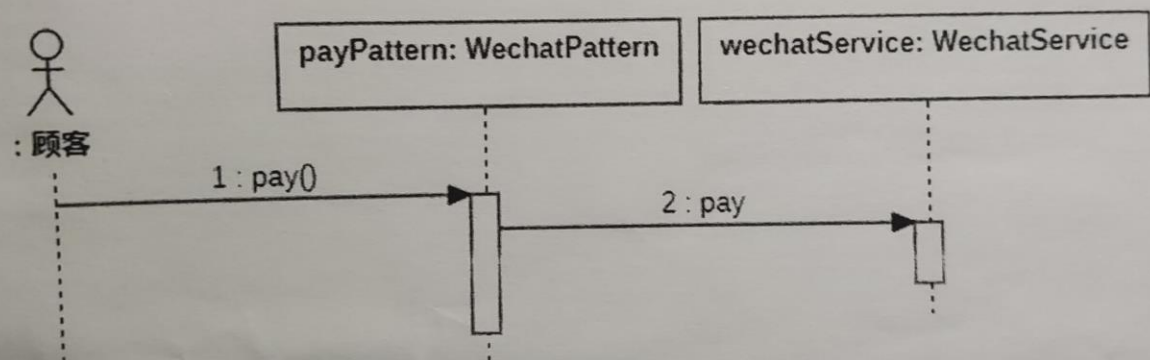 payPattern: WechatPattern
wechatService: WechatService
: 顾客
1 : pay()
2 : pay